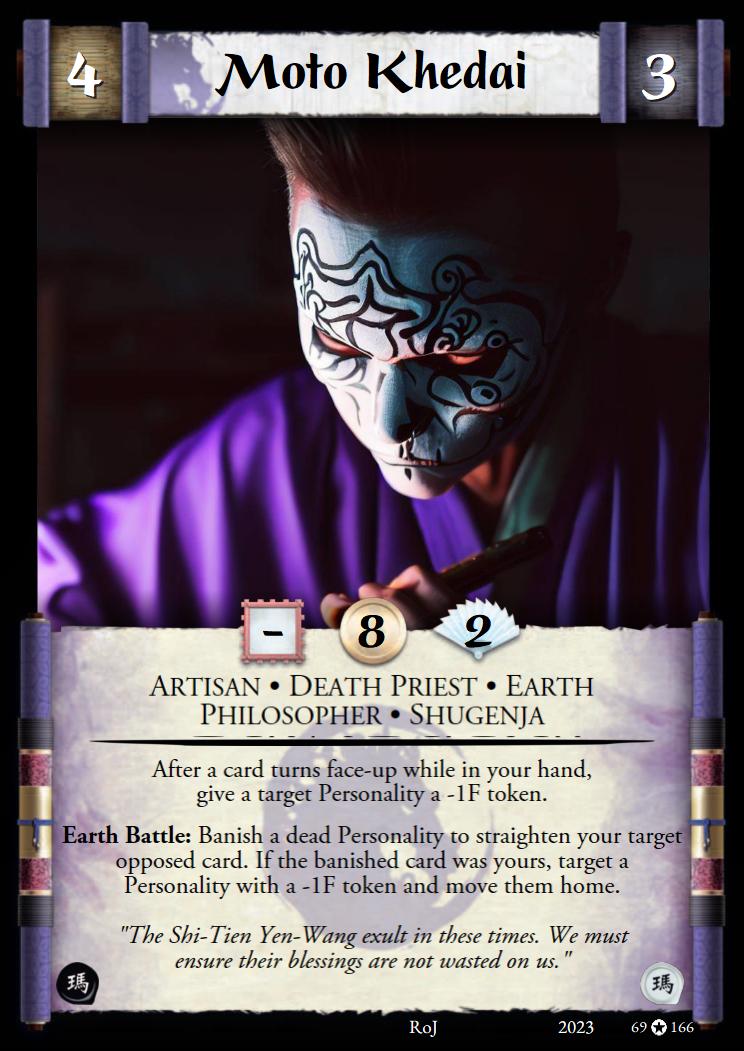 4 Moto Khedai 3
- 8 2
ARTISAN • DEATH PRIEST • EARTH
PHILOSOPHER • SHUGENJA
After a card turns face-up while in your hand,
give a target Personality a -1F token.
Earth Battle: Banish a dead Personality to straighten your target
opposed card. If the banished card was yours, target a
Personality with a -1F token and move them home.
"The Shi-Tien Yen-Wang exult in these times. We must
ensure their blessings are not wasted on us."
瑪 瑪
RoJ 2023 69 166